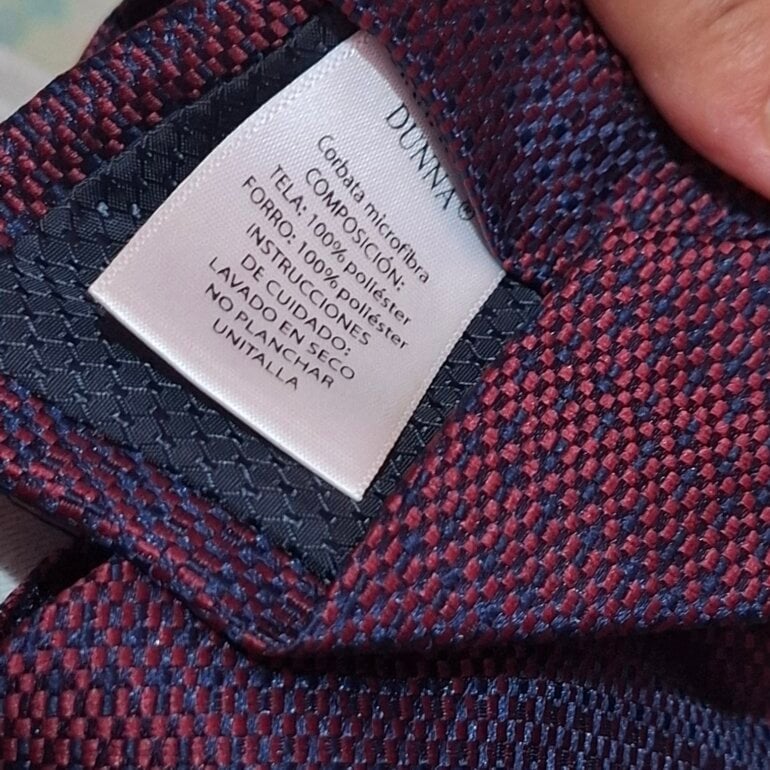 DUNNA®
Corbata microfibra
COMPOSICIÓN:
TELA: 100% poliéster
FORRO: 100% poliéster
INSTRUCCIONES
DE CUIDADO:
LAVADO EN SECO
NO PLANCHAR
UNITALLA